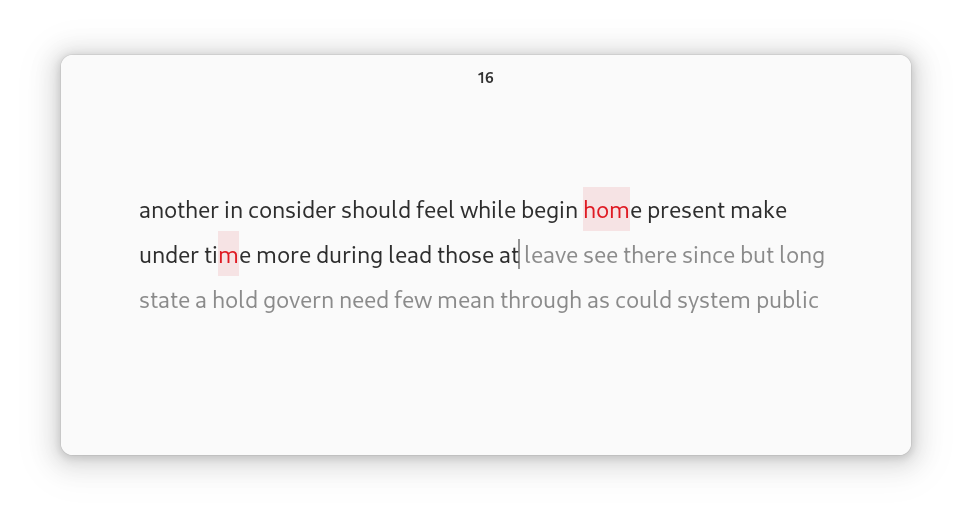 16
another in consider should feel while begin home present make
under time more during lead those at leave see there since but long
state a hold govern need few mean through as could system public